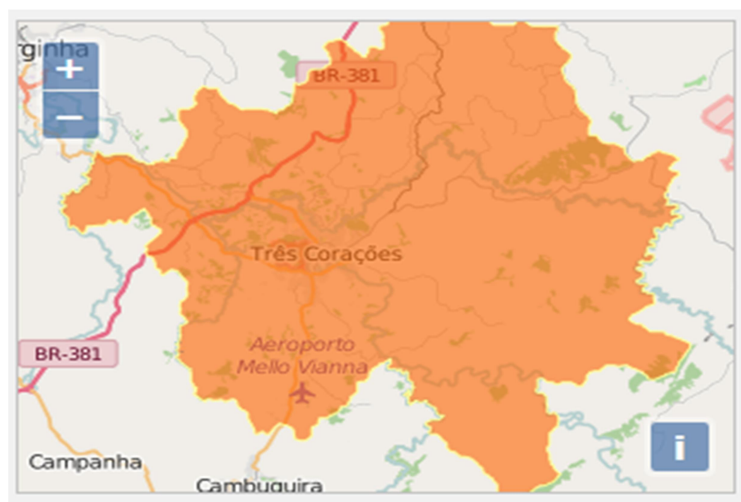 ginha
+
BR-381
−
Três Corações
Aeroporto
Mello Vianna
BR-381
i
Campanha
Cambuquira